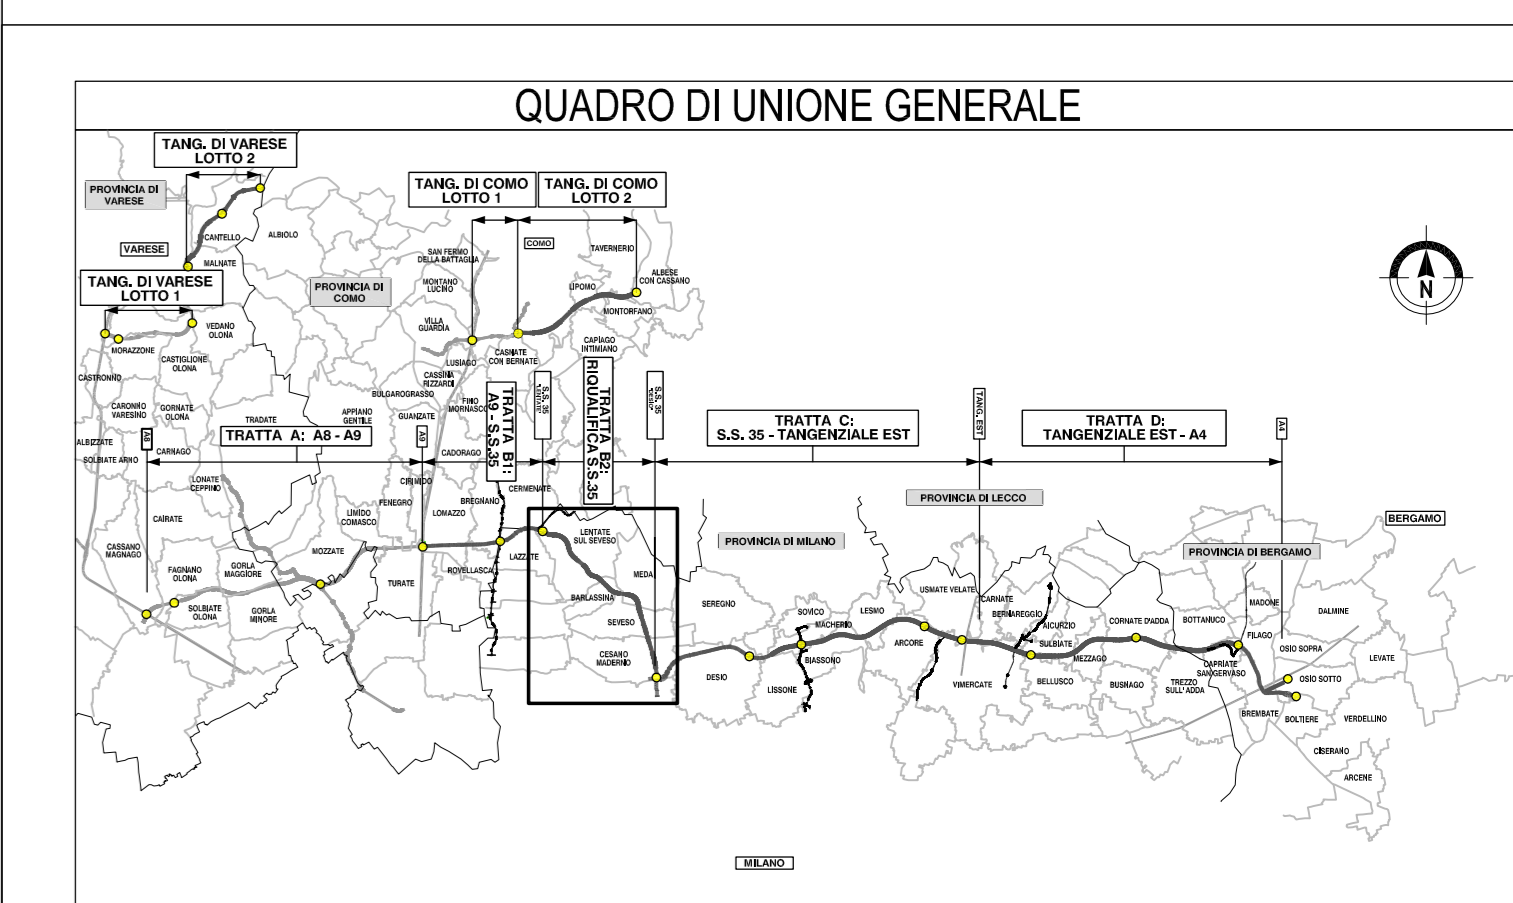 QUADRO DI UNIONE GENERALE
TANG. DI VARESE
LOTTO 2
PROVINCIA DI
VARESE
TANG. DI COMO
LOTTO 1
TANG. DI COMO
LOTTO 2
CANTELLO
ALBIOLO
VARESE
MALNATE
COMO
SAN FERMO
DELLA BATTAGLIA
TAVERNERIO
TANG. DI VARESE
LOTTO 1
PROVINCIA DI
COMO
MONTANO
LUCINO
LIPOMO
ALBESE
CON CASSANO
MONTORFANO
N
VEDANO
OLONA
VILLA
GUARDIA
MORAZZONE
CASTIGLIONE
OLONA
LUSIAGO
CASNATE
CON BERNATE
CAPIAGO
INTIMIANO
CASTRONNO
CASSINA
RIZZARDI
BULGAROGRASSO
FINO
MORNASCO
TRATTA B1:
A9 - S.S.35
S.S. 35
TRATTA B2:
RIQUALIFICA S.S.35
S.S. 35
CARONNO
VARESINO
GORNATE
OLONA
TRADATE
APPIANO
GENTILE
GUANZATE
TANG. EST
ALBIZZATE
A8
TRATTA A: A8 - A9
A9
TRATTA C:
S.S. 35 - TANGENZIALE EST
TRATTA D:
TANGENZIALE EST - A4
A4
CARNAGO
CADORAGO
SOLBIATE ARNO
LONATE
CEPPINO
CIRIMIDO
CERMENATE
FENEGRO
BREGNANO
LOMAZZO
LIMIDO
COMASCO
PROVINCIA DI LECCO
CAIRATE
BERGAMO
CASSANO
MAGNAGO
MOZZATE
LAZZATE
LENTATE
SUL SEVESO
PROVINCIA DI MILANO
PROVINCIA DI BERGAMO
FAGNANO
OLONA
GORLA
MAGGIORE
TURATE
ROVELLASCA
MEDA
BARLASSINA
SEREGNO
USMATE VELATE
CARNATE
SOLBIATE
OLONA
GORLA
MINORE
SEVESO
SOVICO
MACHERIO
LESMO
BERNAREGGIO
AICURZIO
CORNATE D'ADDA
BOTTANUCO
MADONE
DALMINE
FILAGO
CESANO
MADERNO
BIASSONO
ARCORE
SULBIATE
MEZZAGO
CAPRIATE
SAN GERVASO
OSIO SOPRA
LEVATE
DESIO
LISSONE
VIMERCATE
BELLUSCO
BUSNAGO
TREZZO
SULL'ADDA
OSIO SOTTO
BREMBATE
BOLTIERE
VERDELLINO
CISERANO
ARCENE
MILANO